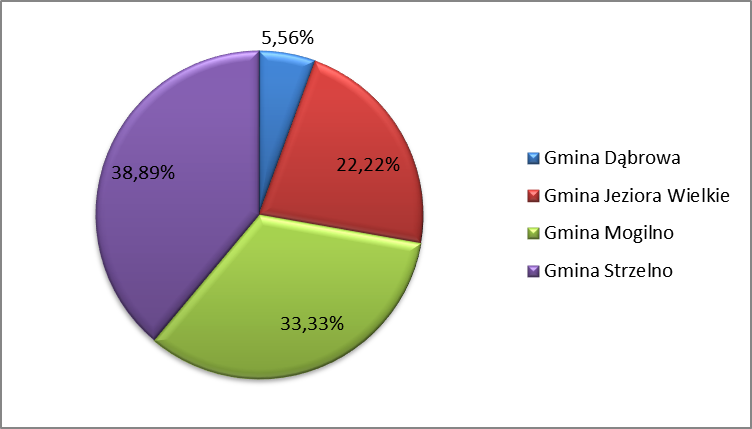 5,56%
22,22%
38,89%
33,33%
Gmina Dąbrowa
Gmina Jeziora Wielkie
Gmina Mogilno
Gmina Strzelno